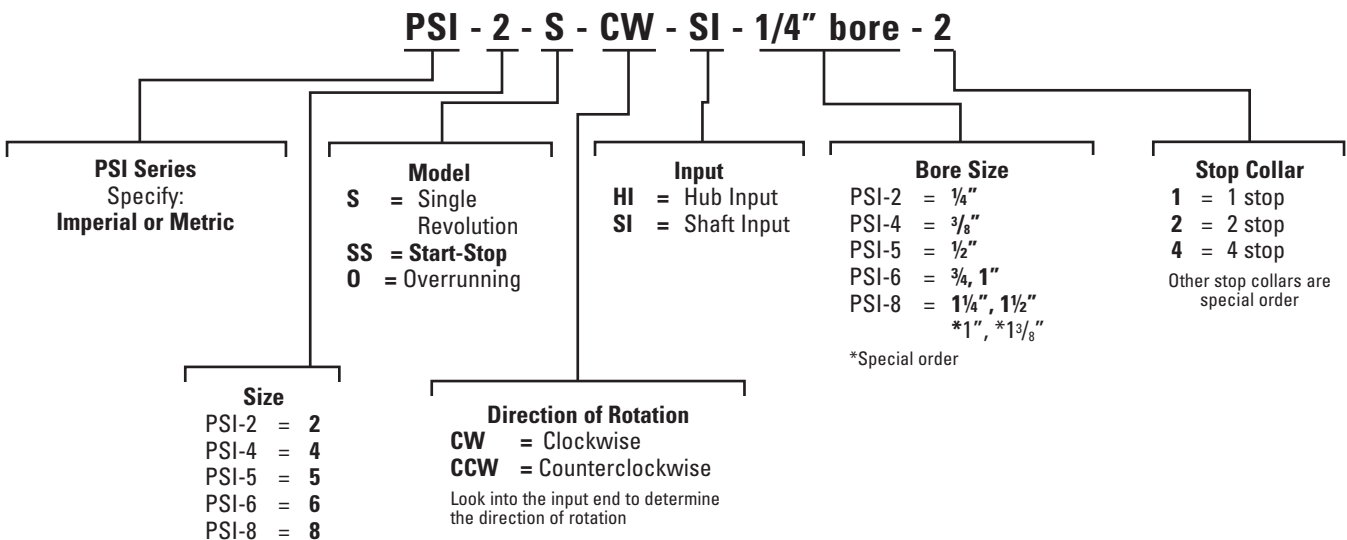 PSI - 2 - S - CW - SI - 1/4" bore - 2
PSI Series
Specify:
Imperial or Metric
Model
S = Single
Revolution
SS = Start-Stop
O = Overrunning
Input
HI = Hub Input
SI = Shaft Input
Bore Size
PSI-2 = ¼"
PSI-4 = 3/8"
PSI-5 = ½"
PSI-6 = ¾, 1"
PSI-8 = 1¼", 1½"
*1", *13/8"
*Special order
Stop Collar
1 = 1 stop
2 = 2 stop
4 = 4 stop
Other stop collars are
special order
Size
PSI-2 = 2
PSI-4 = 4
PSI-5 = 5
PSI-6 = 6
PSI-8 = 8
Direction of Rotation
CW = Clockwise
CCW = Counterclockwise
Look into the input end to determine
the direction of rotation